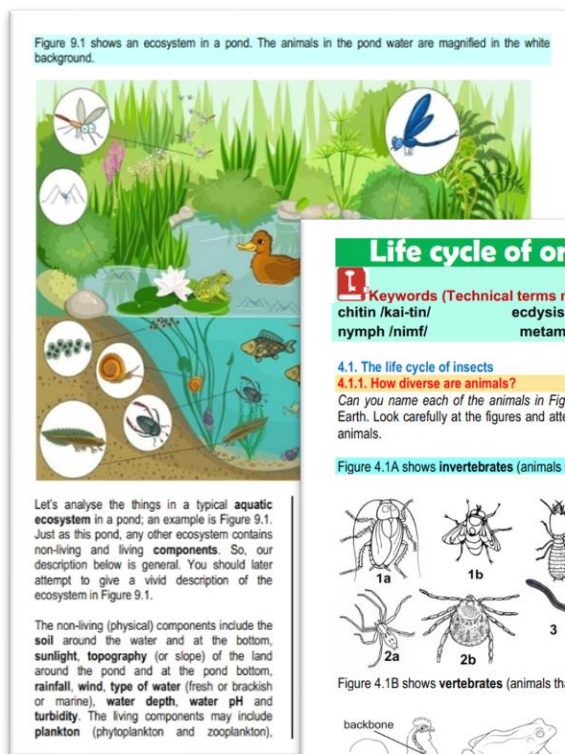 Figure 9.1 shows an ecosystem in a pond. The animals in the pond water are magnified in the white
background.
Let's analyse the things in a typical aquatic
ecosystem in a pond; an example is Figure 9.1.
Just as this pond, any other ecosystem contains
non-living and living components. So, our
description below is general. You should later
attempt to give a vivid description of the
ecosystem in Figure 9.1.
The non-living (physical) components include the
soil around the water and at the bottom,
sunlight, topography (or slope) of the land
around the pond and at the pond bottom,
rainfall, wind, type of water (fresh or brackish
or marine), water depth, water pH and
turbidity. The living components may include
plankton (phytoplankton and zooplankton),
Life cycle of or
Keywords (Technical terms
chitin /kai-tin/ ecdysis
nymph /nimf/ metam
4.1. The life cycle of insects
4.1.1. How diverse are animals?
Can you name each of the animals in Fig
Earth. Look carefully at the figures and atte
animals.
Figure 4.1A shows invertebrates (animals
1a
1b
2a
2b
3
Figure 4.1B shows vertebrates (animals tha
backbone